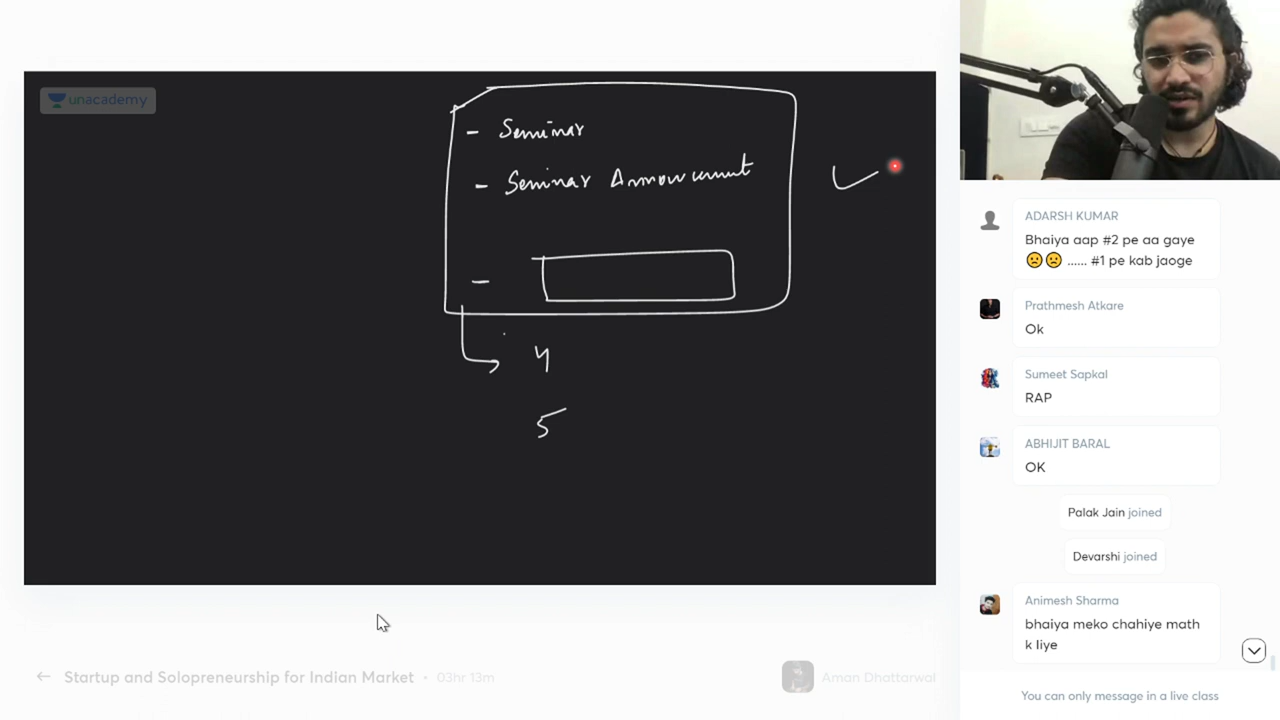 unacademy
- Seminar
- Seminar Announcement
-
4
5
ADARSH KUMAR
Bhaiya aap #2 pe aa gaye
☹️☹️ ...... #1 pe kab jaoge
Prathmesh Atkare
Ok
Sumeet Sapkal
RAP
ABHIJIT BARAL
OK
Palak Jain joined
Devarshi joined
Animesh Sharma
bhaiya meko chahiye math
k liye
You can only message in a live class
← Startup and Solopreneurship for Indian Market • 03hr 13m
Aman Dhattarwal